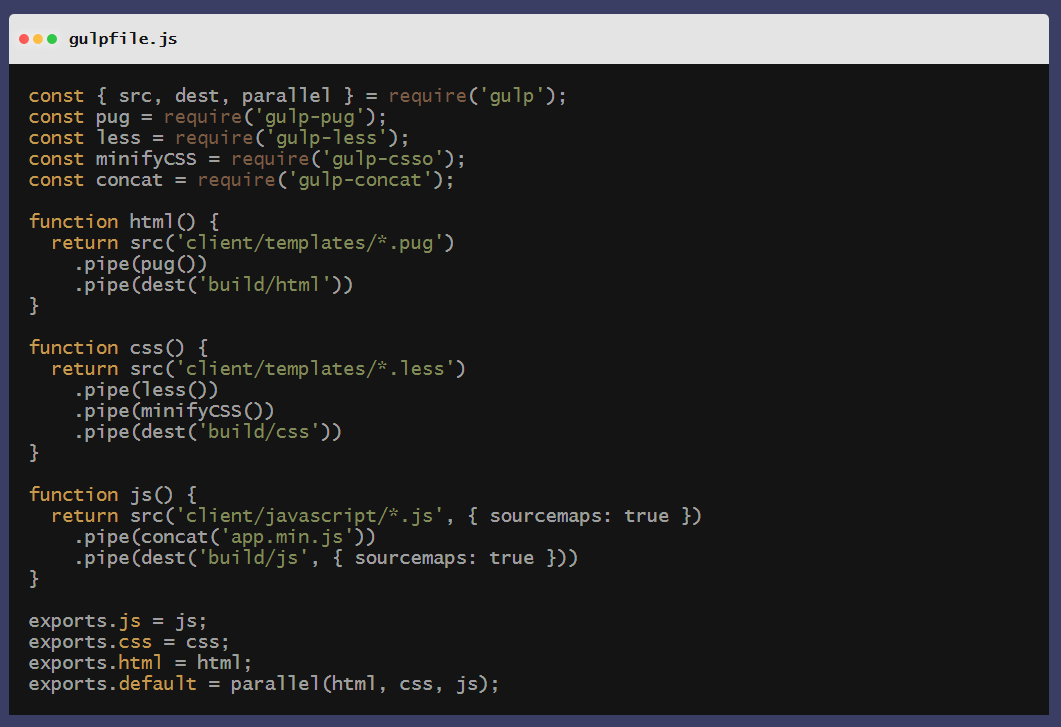 gulpfile.js
const { src, dest, parallel } = require('gulp');
const pug = require('gulp-pug');
const less = require('gulp-less');
const minifyCSS = require('gulp-csso');
const concat = require('gulp-concat');

function html() {
  return src('client/templates/*.pug')
    .pipe(pug())
    .pipe(dest('build/html'))
}

function css() {
  return src('client/templates/*.less')
    .pipe(less())
    .pipe(minifyCSS())
    .pipe(dest('build/css'))
}

function js() {
  return src('client/javascript/*.js', { sourcemaps: true })
    .pipe(concat('app.min.js'))
    .pipe(dest('build/js', { sourcemaps: true }))
}

exports.js = js;
exports.css = css;
exports.html = html;
exports.default = parallel(html, css, js);